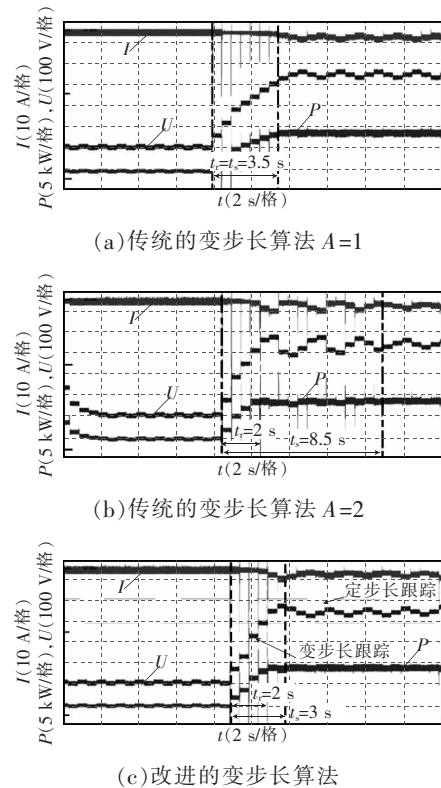 I(10 A/格)
P(5 kW/格),U(100 V/格)
I
U
P
tr=ts=3.5 s
t(2 s/格)
(a)传统的变步长算法 A=1
I(10 A/格)
P(5 kW/格),U(100 V/格)
I
U
P
tr=2 s
ts=8.5 s
t(2 s/格)
(b)传统的变步长算法 A=2
I(10 A/格)
P(5 kW/格),U(100 V/格)
I
定步长跟踪
U
变步长跟踪
P
tr=2 s
ts=3 s
t(2 s/格)
(c)改进的变步长算法